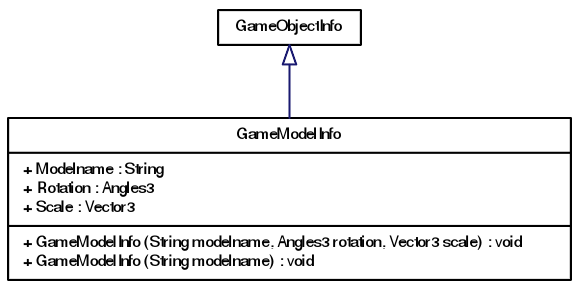 GameObjectInfo
GameModelInfo
+ Modelname : String
+ Rotation : Angles3
+ Scale : Vector3
+ GameModelInfo (String modelname, Angles3 rotation, Vector3 scale) : void
+ GameModelInfo (String modelname) : void